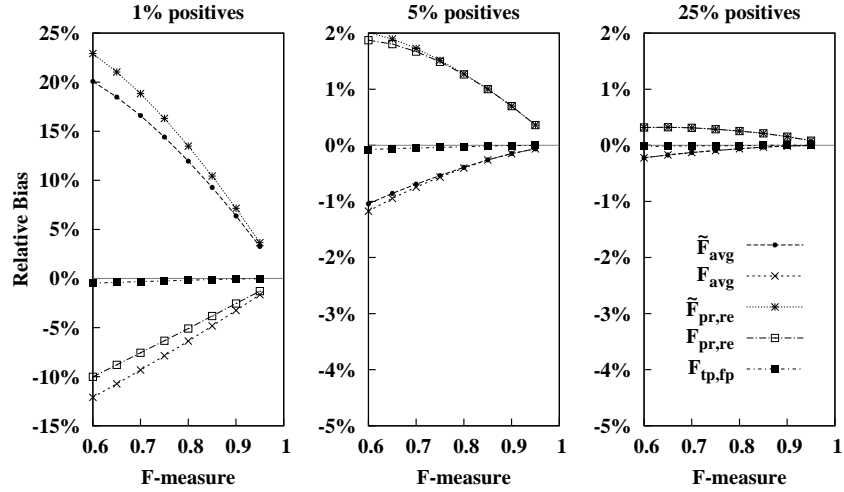 1% positives
5% positives
25% positives
Relative Bias
25%
20%
15%
10%
5%
0%
-5%
-10%
-15%
0.6 0.7 0.8 0.9 1
F-measure
2%
1%
0%
-1%
-2%
-3%
-4%
-5%
0.6 0.7 0.8 0.9 1
F-measure
2%
1%
0%
-1%
-2%
-3%
-4%
-5%
0.6 0.7 0.8 0.9 1
F-measure
F̃avg
Favg
F̃pr,re
Fpr,re
Ftp,fp